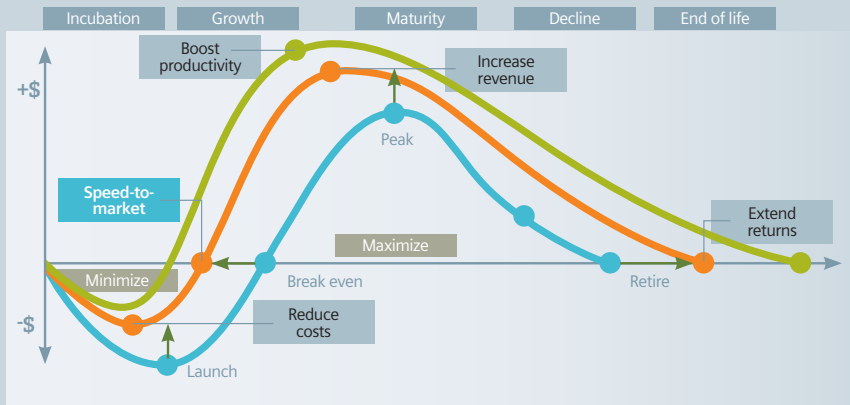 Incubation
Growth
Maturity
Decline
End of life
Boost
productivity
Increase
revenue
+$
Peak
Speed-to-
market
Extend
returns
Maximize
Minimize
Break even
Retire
-$
Reduce
costs
Launch